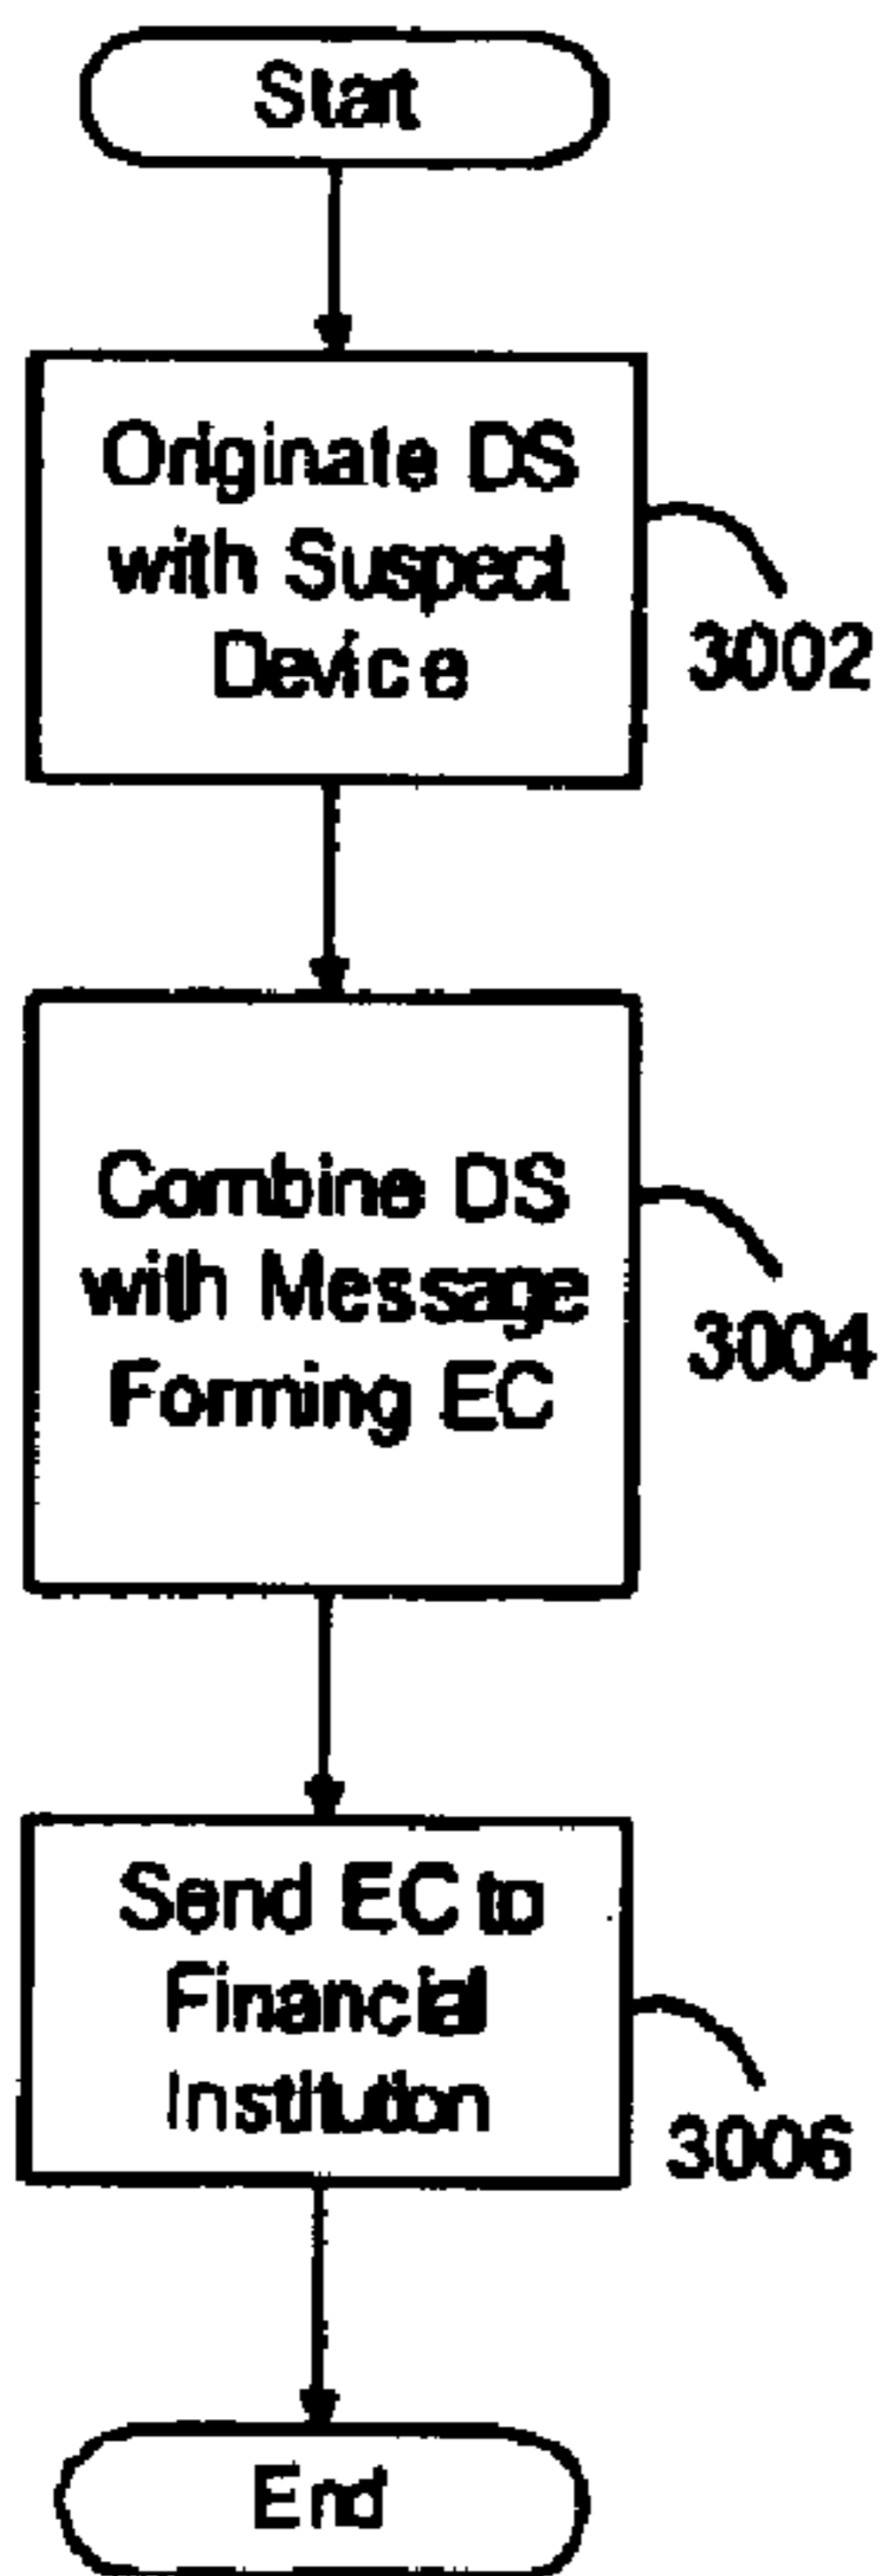 Start
Originate DS
with Suspect
Device
3002
Combine DS
with Message
Forming EC
3004
Send EC to
Financial
Institution
3006
End